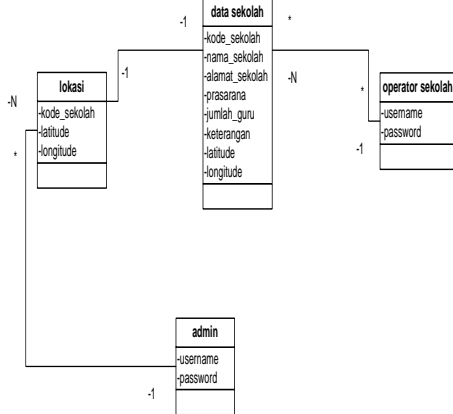 data sekolah
-kode_sekolah
-nama_sekolah
-alamat_sekolah
-prasarana
-jumlah_guru
-keterangan
-latitude
-longitude
-1
*
-N
-1
lokasi
-kode_sekolah
-latitude
-longitude
-N
*
operator sekolah
-username
-password
*
-1
admin
-username
-password
-1